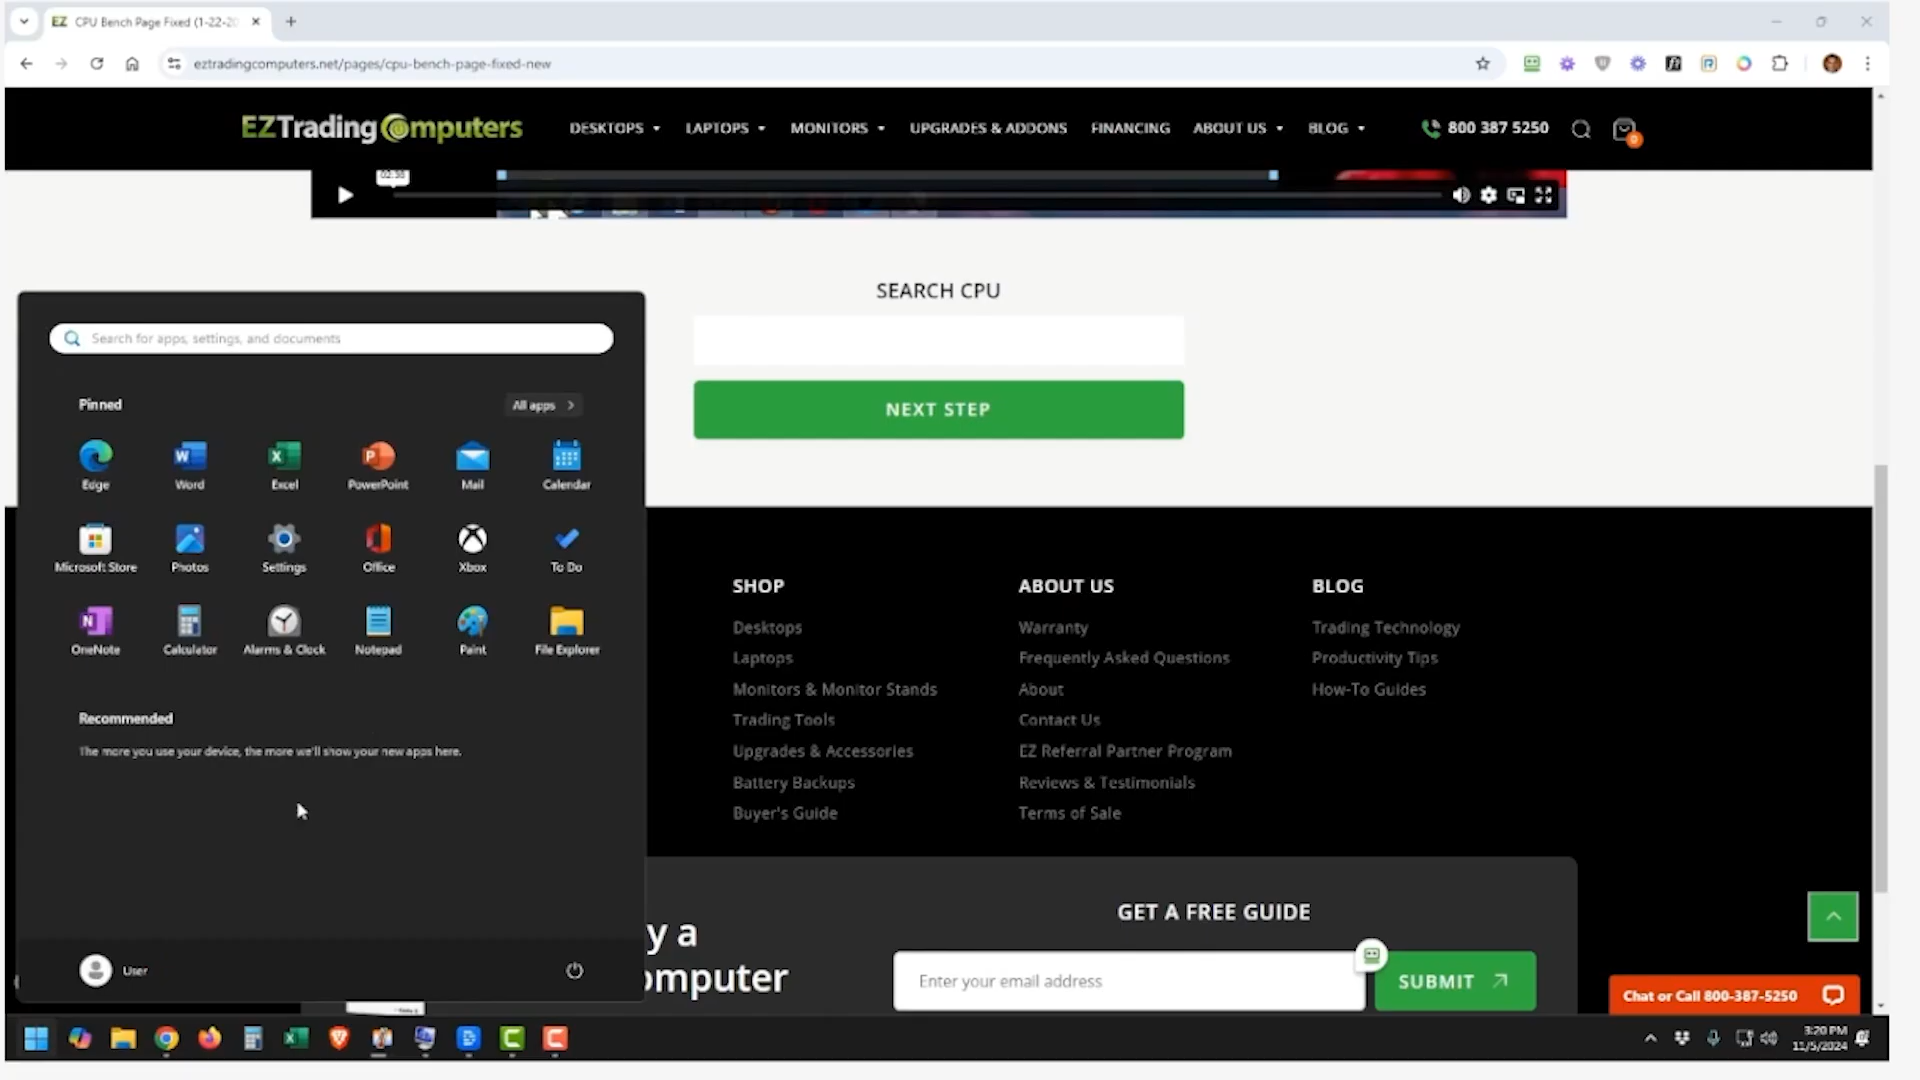 EZ CPU Bench Page Fixed (1-22-20
eztradingcomputers.net/pages/cpu-bench-page-fixed-new
EZTrading Computers
DESKTOPS
LAPTOPS
MONITORS
UPGRADES & ADDONS
FINANCING
ABOUT US
BLOG
800 387 5250
0
02:38
SEARCH CPU
NEXT STEP
Search for apps, settings, and documents
Pinned
All apps
Edge
Word
Excel
PowerPoint
Mail
Calendar
Microsoft Store
Photos
Settings
Office
Xbox
To Do
OneNote
Calculator
Alarms & Clock
Notepad
Paint
File Explorer
Recommended
The more you use your device, the more we'll show your new apps here.
User
SHOP
Desktops
Laptops
Monitors & Monitor Stands
Trading Tools
Upgrades & Accessories
Battery Backups
Buyer's Guide
ABOUT US
Warranty
Frequently Asked Questions
About
Contact Us
EZ Referral Partner Program
Reviews & Testimonials
Terms of Sale
BLOG
Trading Technology
Productivity Tips
How-To Guides
y a
omputer
GET A FREE GUIDE
Enter your email address
SUBMIT
Chat or Call 800-387-5250
3:20 PM
11/5/2024